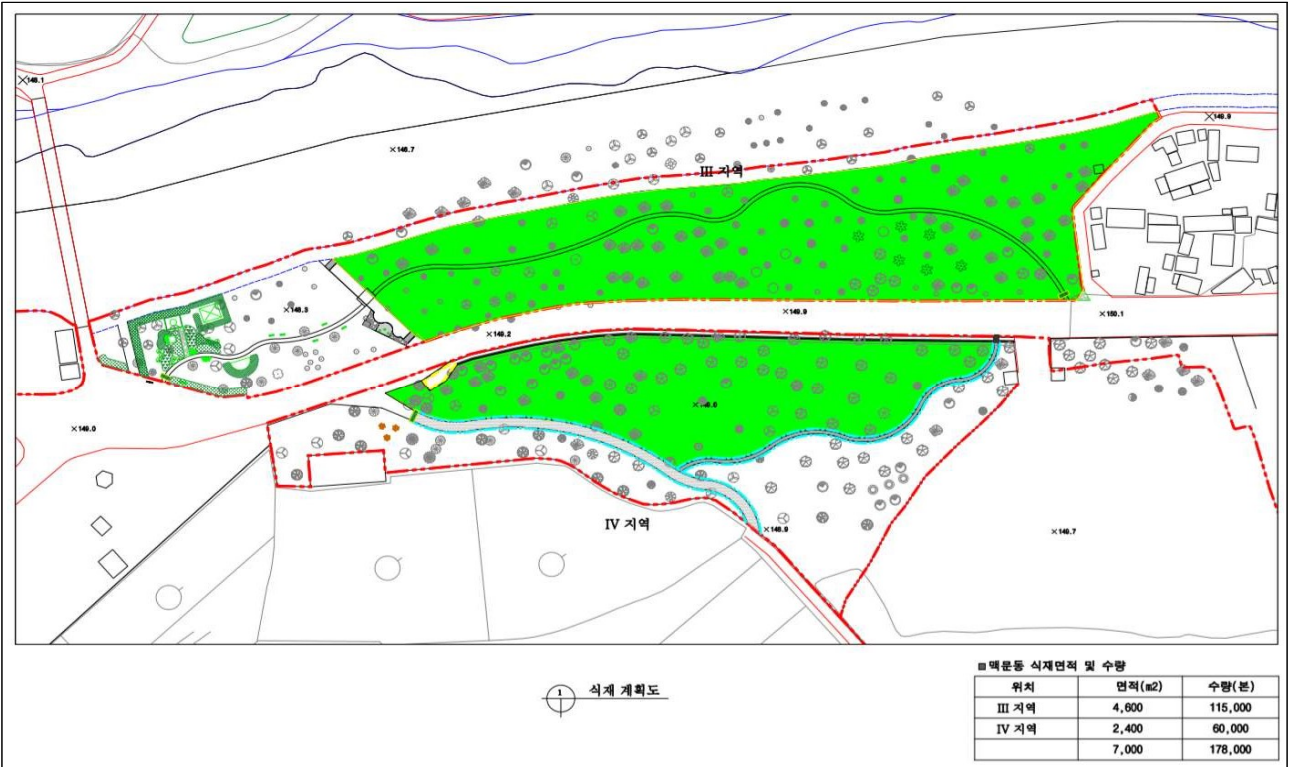 ×148.1
×148.9
×148.7
III 지역
×148.3
×149.2
×149.9
×150.1
×149.0
×149.0
IV 지역
×148.9
×149.7
1 식재 계획도
■맥문동 식재면적 및 수량
위치 면적(m2) 수량(본)
III 지역 4,600 115,000
IV 지역 2,400 60,000
7,000 178,000